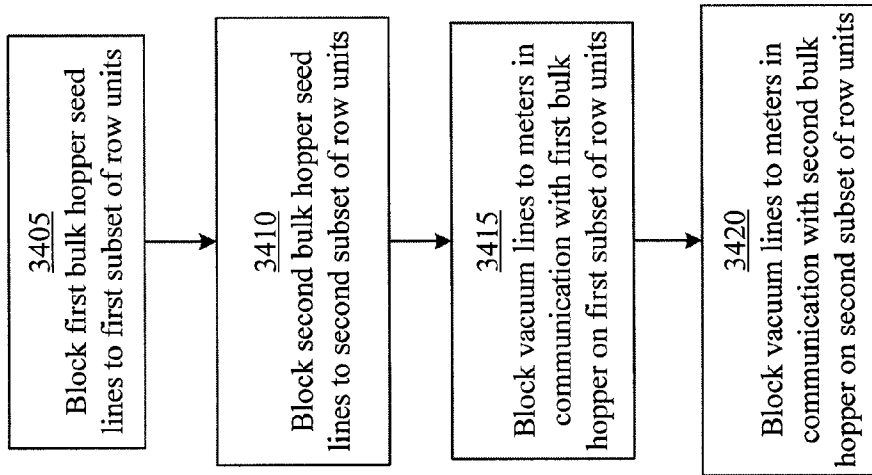 3405
Block first bulk hopper seed
lines to first subset of row units
3410
Block second bulk hopper seed
lines to second subset of row units
3415
Block vacuum lines to meters in
communication with first bulk
hopper on first subset of row units
3420
Block vacuum lines to meters in
communication with second bulk
hopper on second subset of row units